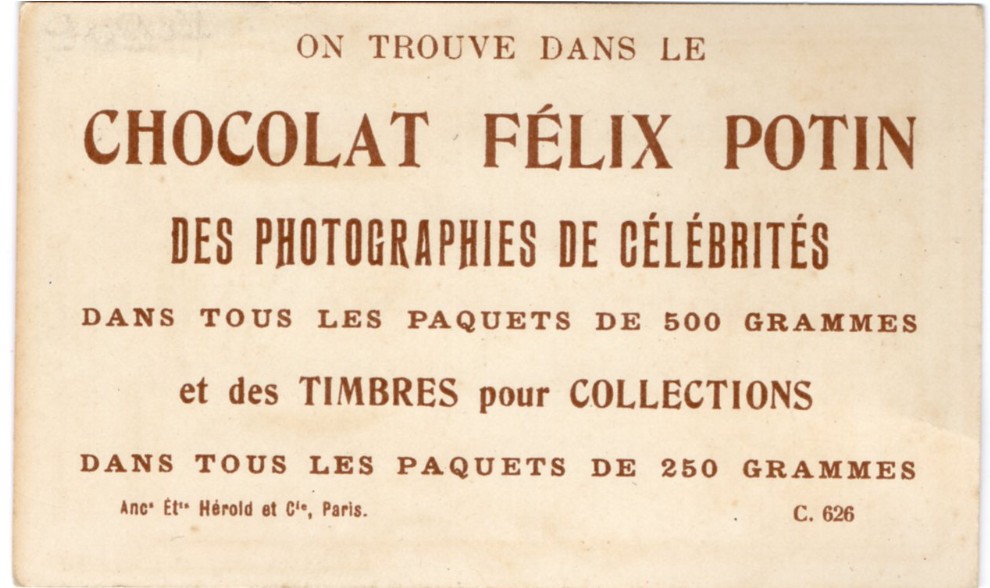 ON TROUVE DANS LE
CHOCOLAT FÉLIX POTIN
DES PHOTOGRAPHIES DE CÉLÉBRITÉS
DANS TOUS LES PAQUETS DE 500 GRAMMES
et des TIMBRES pour COLLECTIONS
DANS TOUS LES PAQUETS DE 250 GRAMMES
Ancˢ Étᵗˢ Hérold et Cⁱᵉ, Paris.
C. 626